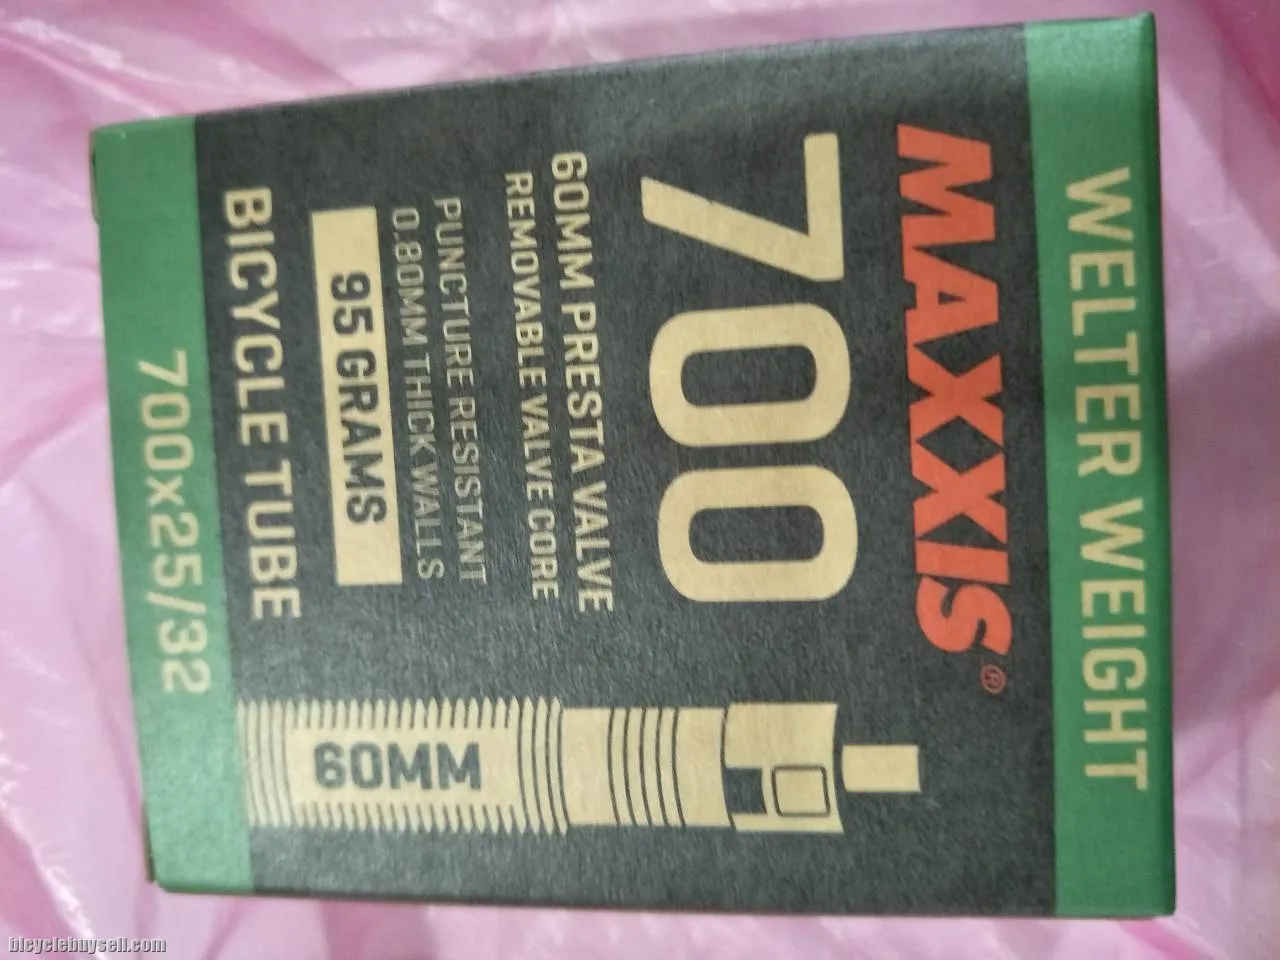 WELTER WEIGHT
MAXXIS®
700
60MM PRESTA VALVE
REMOVABLE VALVE CORE
PUNCTURE RESISTANT
0.80MM THICK WALLS
95 GRAMS
BICYCLE TUBE
60MM
700x25/32
bicyclebuysell.com